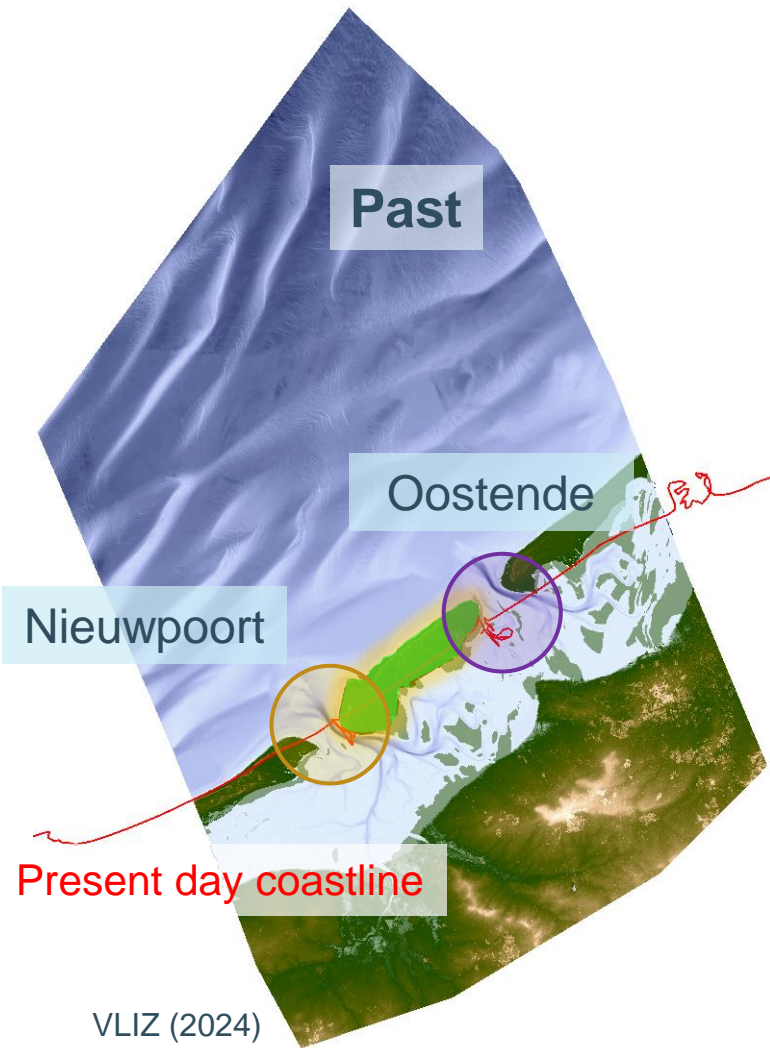 Past
Oostende
Nieuwpoort
Present day coastline
VLIZ (2024)